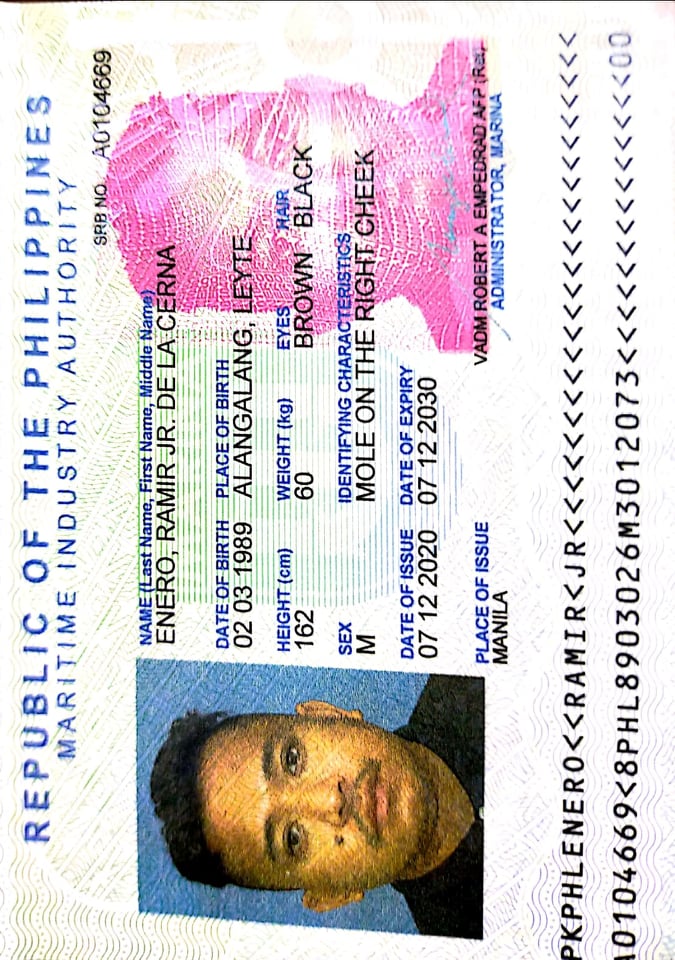 REPUBLIC OF THE PHILIPPINES
MARITIME INDUSTRY AUTHORITY
SRB NO. A0104669
NAME (Last Name, First Name, Middle Name)
ENERO, RAMIR JR. DE LA CERNA
DATE OF BIRTH PLACE OF BIRTH
02 03 1989 ALANGALANG, LEYTE
HEIGHT (cm) WEIGHT (kg) EYES HAIR
162 60 BROWN BLACK
SEX IDENTIFYING CHARACTERISTICS
M MOLE ON THE RIGHT CHEEK
DATE OF ISSUE DATE OF EXPIRY
07 12 2020 07 12 2030
PLACE OF ISSUE
MANILA
VADM ROBERT A EMPEDRAD AFP (Ret)
ADMINISTRATOR, MARINA
PKPHLENERO<<RAMIR<JR<<<<<<<<<<<<<<<<<<<<<<<<
A0104669<8PHL8903026M3012073<<<<<<<<<<<<<<00